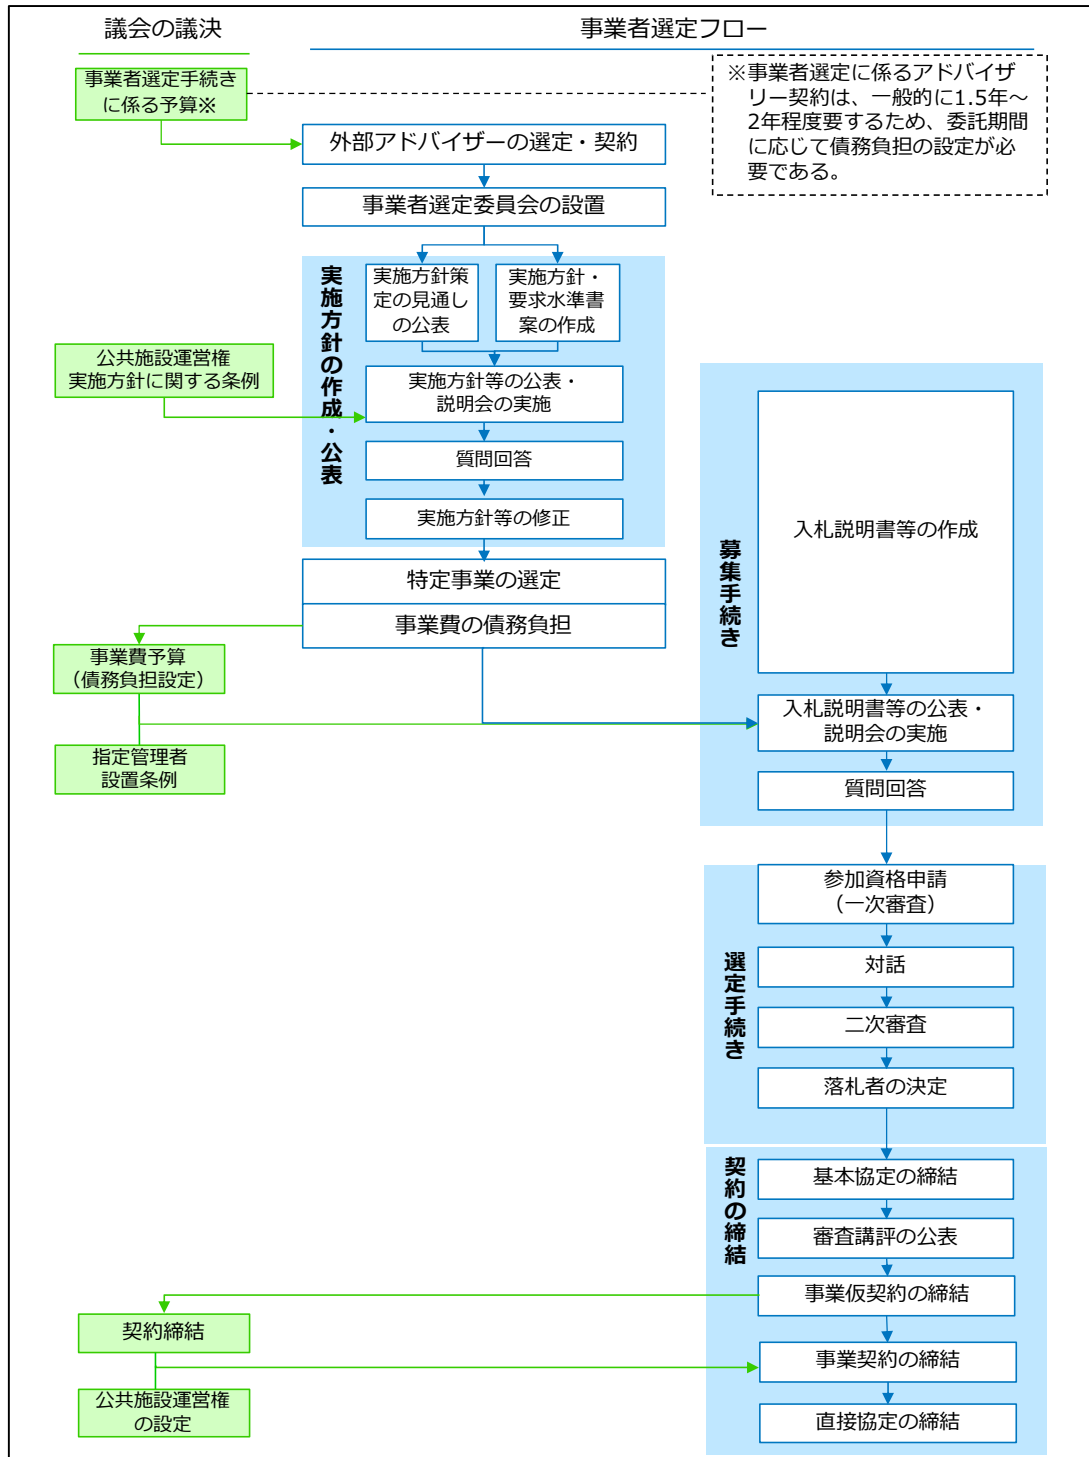 議会の議決
事業者選定フロー
事業者選定手続き
に係る予算※
※事業者選定に係るアドバイザ
リー契約は、一般的に1.5年～
2年程度要するため、委託期間
に応じて債務負担の設定が必
要である。
外部アドバイザーの選定・契約
事業者選定委員会の設置
実施方針の作成・公表
実施方針策
定の見通し
の公表
実施方針・
要求水準書
案の作成
公共施設運営権
実施方針に関する条例
実施方針等の公表・
説明会の実施
質問回答
実施方針等の修正
特定事業の選定
事業費の債務負担
事業費予算
（債務負担設定）
指定管理者
設置条例
募集手続き
入札説明書等の作成
入札説明書等の公表・
説明会の実施
質問回答
選定手続き
参加資格申請
（一次審査）
対話
二次審査
落札者の決定
契約の締結
基本協定の締結
審査講評の公表
事業仮契約の締結
契約締結
事業契約の締結
公共施設運営権
の設定
直接協定の締結